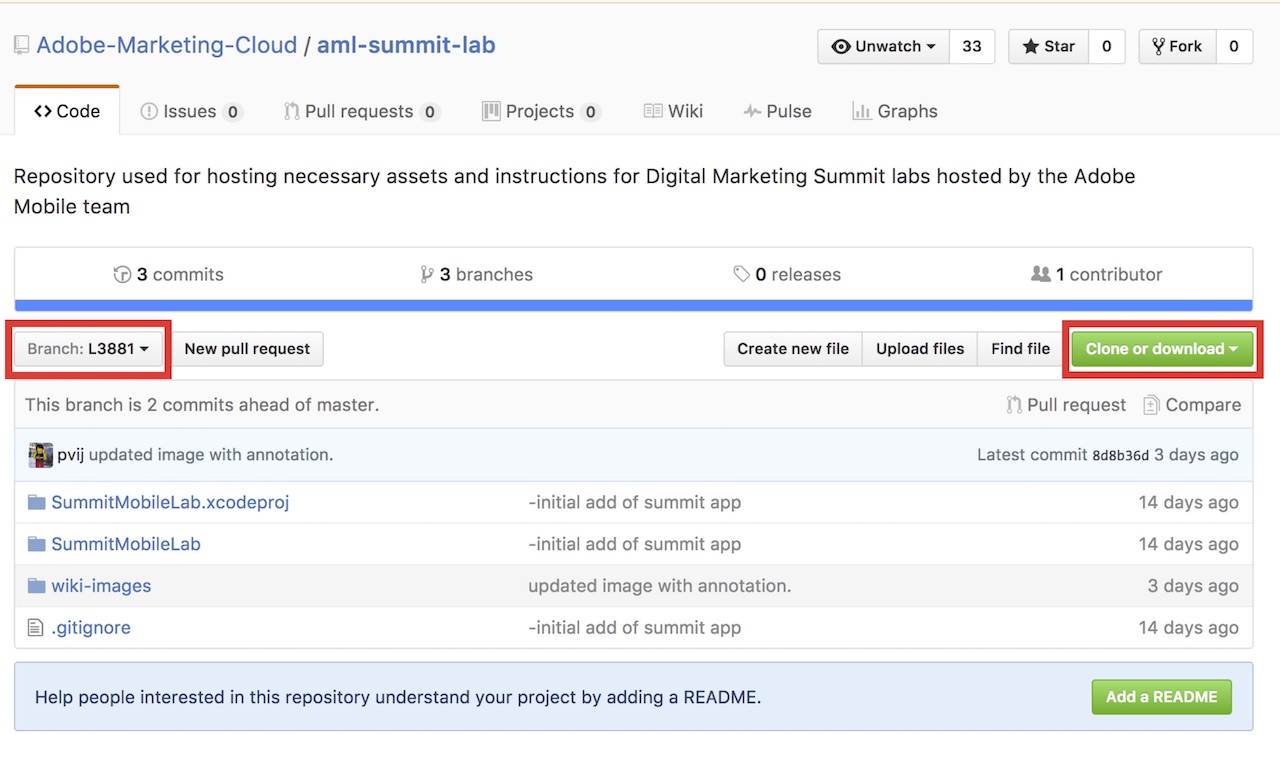 Adobe-Marketing-Cloud / aml-summit-lab
Unwatch 33 Star 0 Fork 0
Code Issues 0 Pull requests 0 Projects 0 Wiki Pulse Graphs
Repository used for hosting necessary assets and instructions for Digital Marketing Summit labs hosted by the Adobe
Mobile team
3 commits 3 branches 0 releases 1 contributor
Branch: L3881 New pull request Create new file Upload files Find file Clone or download
This branch is 2 commits ahead of master. Pull request Compare
pvij updated image with annotation. Latest commit 8d8b36d 3 days ago
SummitMobileLab.xcodeproj -initial add of summit app 14 days ago
SummitMobileLab -initial add of summit app 14 days ago
wiki-images updated image with annotation. 3 days ago
.gitignore -initial add of summit app 14 days ago
Help people interested in this repository understand your project by adding a README. Add a README